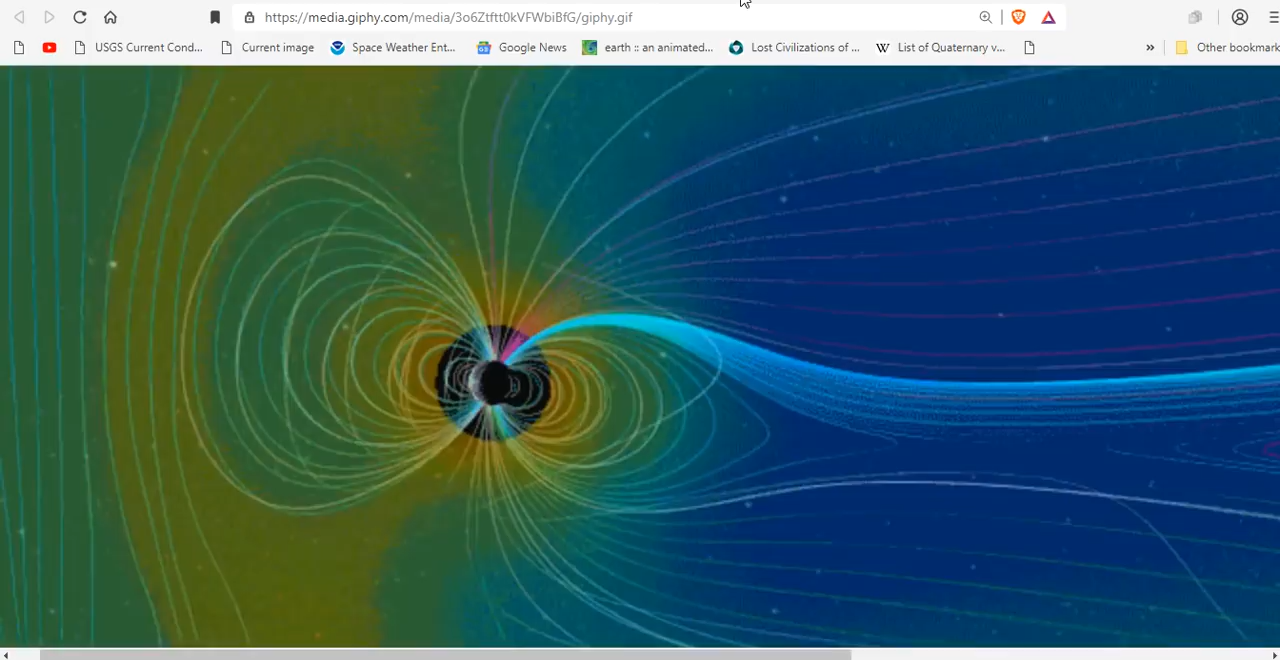 https://media.giphy.com/media/3o6Ztftt0kVFWbiBfG/giphy.gif
USGS Current Cond... Current image Space Weather Ent... Google News earth :: an animated... Lost Civilizations of ... List of Quaternary v... » Other bookmark